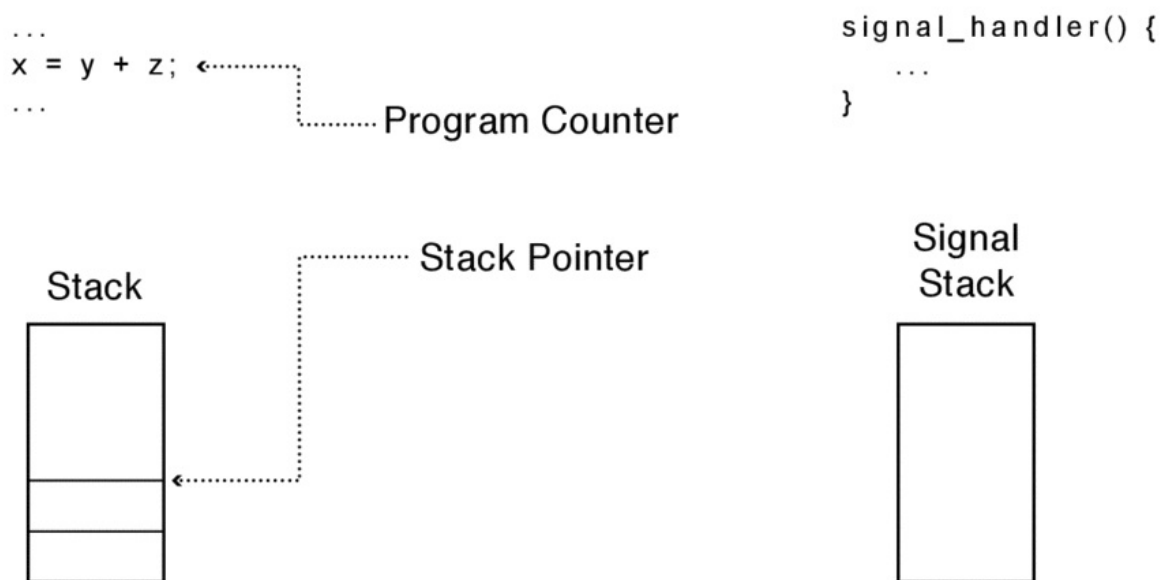 ...
x = y + z;
...
Program Counter
signal_handler() {
...
}
Stack Pointer
Stack
Signal
Stack